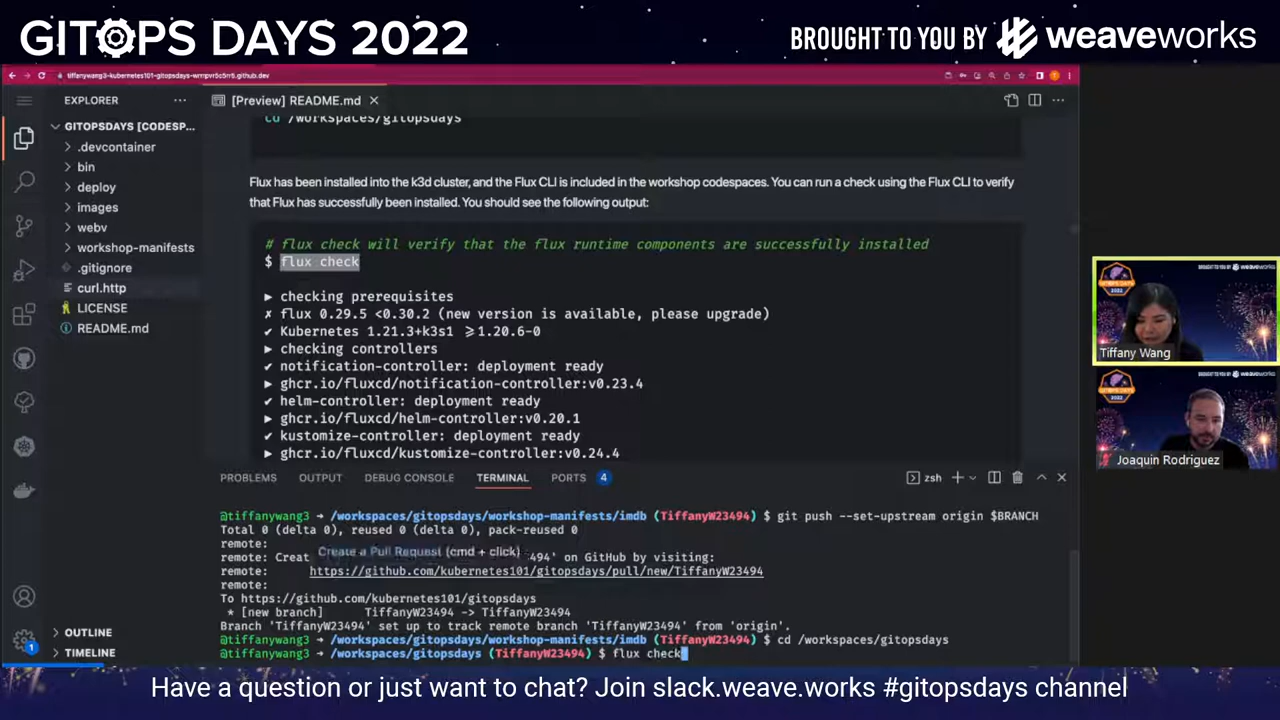 GITOPS DAYS 2022
BROUGHT TO YOU BY weaveworks
EXPLORER
[Preview] README.md
GITOPSDAYS [CODESP...
.devcontainer
bin
deploy
images
webv
workshop-manifests
.gitignore
curl.http
LICENSE
README.md
OUTLINE
TIMELINE
cd /workspaces/gitopsdays
Flux has been installed into the k3d cluster, and the Flux CLI is included in the workshop codespaces. You can run a check using the Flux CLI to verify
that Flux has successfully been installed. You should see the following output:
# flux check will verify that the flux runtime components are successfully installed
$ flux check
► checking prerequisites
✗ flux 0.29.5 <0.30.2 (new version is available, please upgrade)
✔ Kubernetes 1.21.3+k3s1 >=1.20.6-0
► checking controllers
✔ notification-controller: deployment ready
► ghcr.io/fluxcd/notification-controller:v0.23.4
✔ helm-controller: deployment ready
► ghcr.io/fluxcd/helm-controller:v0.20.1
✔ kustomize-controller: deployment ready
► ghcr.io/fluxcd/kustomize-controller:v0.24.4
PROBLEMS OUTPUT DEBUG CONSOLE TERMINAL PORTS 4
zsh
@tiffanywang3 → /workspaces/gitopsdays/workshop-manifests/imdb (TiffanyW23494) $ git push --set-upstream origin $BRANCH
Total 0 (delta 0), reused 0 (delta 0), pack-reused 0
remote:
remote: Creat Create a Pull Request (cmd + click) 494' on GitHub by visiting:
remote: https://github.com/kubernetes101/gitopsdays/pull/new/TiffanyW23494
remote:
To https://github.com/kubernetes101/gitopsdays
* [new branch] TiffanyW23494 -> TiffanyW23494
Branch 'TiffanyW23494' set up to track remote branch 'TiffanyW23494' from 'origin'.
@tiffanywang3 → /workspaces/gitopsdays/workshop-manifests/imdb (TiffanyW23494) $ cd /workspaces/gitopsdays
@tiffanywang3 → /workspaces/gitopsdays (TiffanyW23494) $ flux check
1
Tiffany Wang
Joaquin Rodriguez
Have a question or just want to chat? Join slack.weave.works #gitopsdays channel